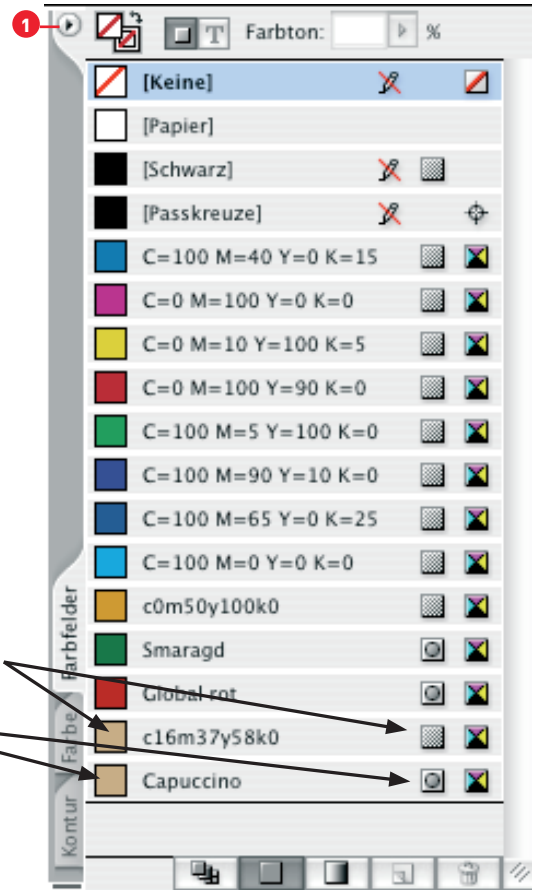 1
T Farbton: %
[Keine]
[Papier]
[Schwarz]
[Passkreuze]
C=100 M=40 Y=0 K=15
C=0 M=100 Y=0 K=0
C=0 M=10 Y=100 K=5
C=0 M=100 Y=90 K=0
C=100 M=5 Y=100 K=0
C=100 M=90 Y=10 K=0
C=100 M=65 Y=0 K=25
C=100 M=0 Y=0 K=0
c0m50y100k0
Smaragd
Global rot
c16m37y58k0
Capuccino
Farbfelder
Farbe
Kontur